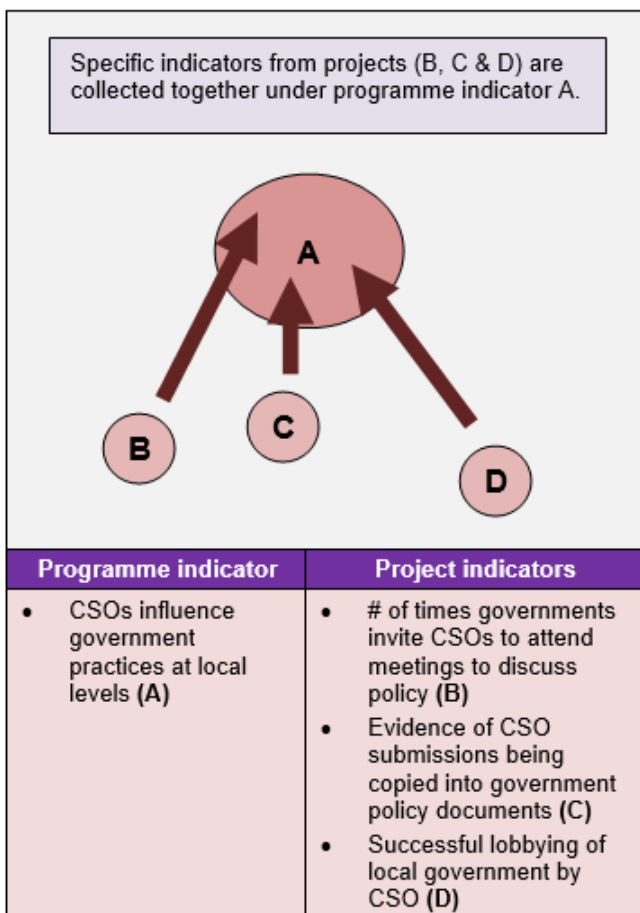 Specific indicators from projects (B, C & D) are
collected together under programme indicator A.
A
B
C
D
Programme indicator
• CSOs influence
government
practices at local
levels (A)
Project indicators
• # of times governments
invite CSOs to attend
meetings to discuss
policy (B)
• Evidence of CSO
submissions being
copied into government
policy documents (C)
• Successful lobbying of
local government by
CSO (D)